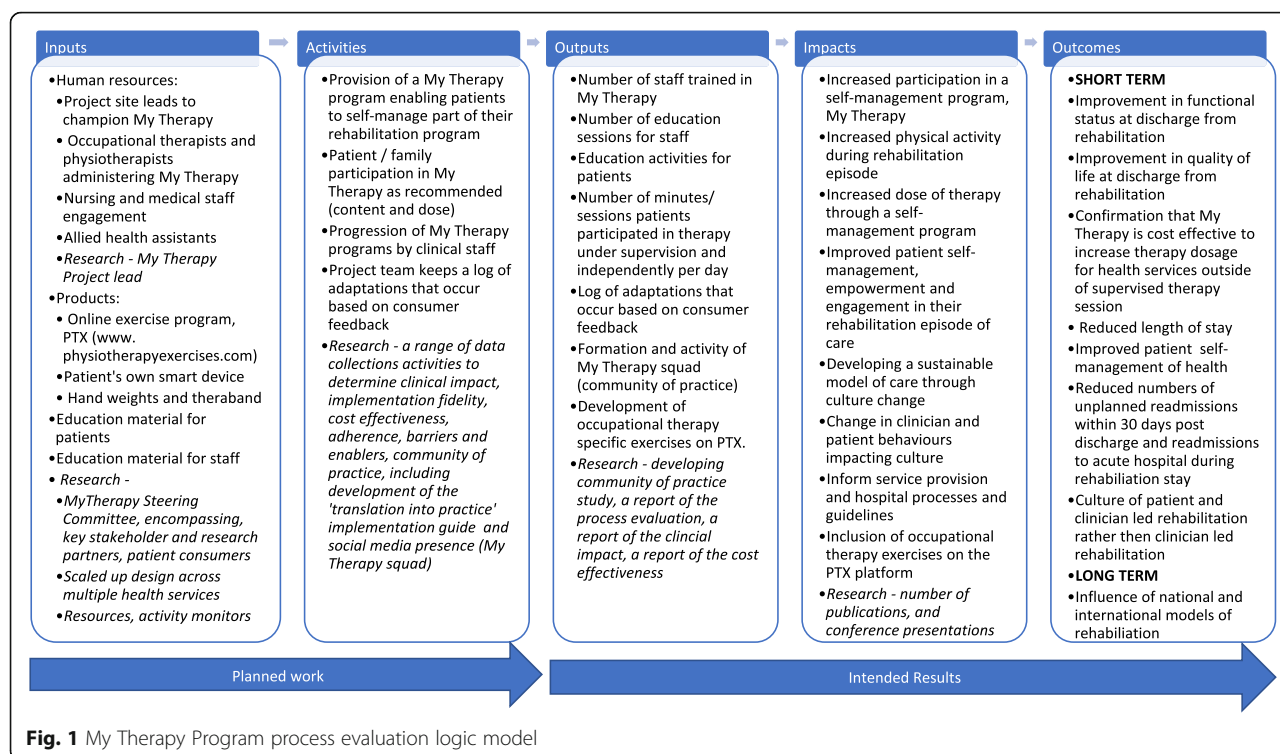 Inputs
•Human resources:
•Project site leads to
champion My Therapy
• Occupational therapists and
physiotherapists
administering My Therapy
•Nursing and medical staff
engagement
•Allied health assistants
•Research - My Therapy
Project lead
•Products:
• Online exercise program,
PTX (www.
physiotherapyexercises.com)
•Patient's own smart device
• Hand weights and theraband
•Education material for
patients
•Education material for staff
• Research -
•MyTherapy Steering
Committee, encompassing,
key stakeholder and research
partners, patient consumers
•Scaled up design across
multiple health services
•Resources, activity monitors
Activities
•Provision of a My Therapy
program enabling patients
to self-manage part of their
rehabilitation program
•Patient / family
participation in My
Therapy as recommended
(content and dose)
•Progression of My Therapy
programs by clinical staff
•Project team keeps a log of
adaptations that occur
based on consumer
feedback
•Research - a range of data
collections activities to
determine clinical impact,
implementation fidelity,
cost effectiveness,
adherence, barriers and
enablers, community of
practice, including
development of the
'translation into practice'
implementation guide and
social media presence (My
Therapy squad)
Outputs
•Number of staff trained in
My Therapy
•Number of education
sessions for staff
•Education activities for
patients
•Number of minutes/
sessions patients
participated in therapy
under supervision and
independently per day
•Log of adaptations that
occur based on consumer
feedback
•Formation and activity of
My Therapy squad
(community of practice)
•Development of
occupational therapy
specific exercises on PTX.
•Research - developing
community of practice
study, a report of the
process evaluation, a
report of the clincial
impact, a report of the cost
effectiveness
Impacts
•Increased participation in a
self-management program,
My Therapy
•Increased physical activity
during rehabilitation
episode
•Increased dose of therapy
through a self-
management program
•Improved patient self-
management,
empowerment and
engagement in their
rehabilitation episode of
care
•Developing a sustainable
model of care through
culture change
•Change in clinician and
patient behaviours
impacting culture
•Inform service provision
and hospital processes and
guidelines
•Inclusion of occupational
therapy exercises on the
PTX platform
•Research - number of
publications, and
conference presentations
Outcomes
•SHORT TERM
•Improvement in functional
status at discharge from
rehabilitation
•Improvement in quality of
life at discharge from
rehabilitation
•Confirmation that My
Therapy is cost effective to
increase therapy dosage
for health services outside
of supervised therapy
session
• Reduced length of stay
•Improved patient self-
management of health
•Reduced numbers of
unplanned readmissions
within 30 days post
discharge and readmissions
to acute hospital during
rehabiliation stay
•Culture of patient and
clinician led rehabilitation
rather then clinician led
rehabilitation
•LONG TERM
•Influence of national and
international models of
rehabiliation
Planned work
Intended Results
Fig. 1 My Therapy Program process evaluation logic model